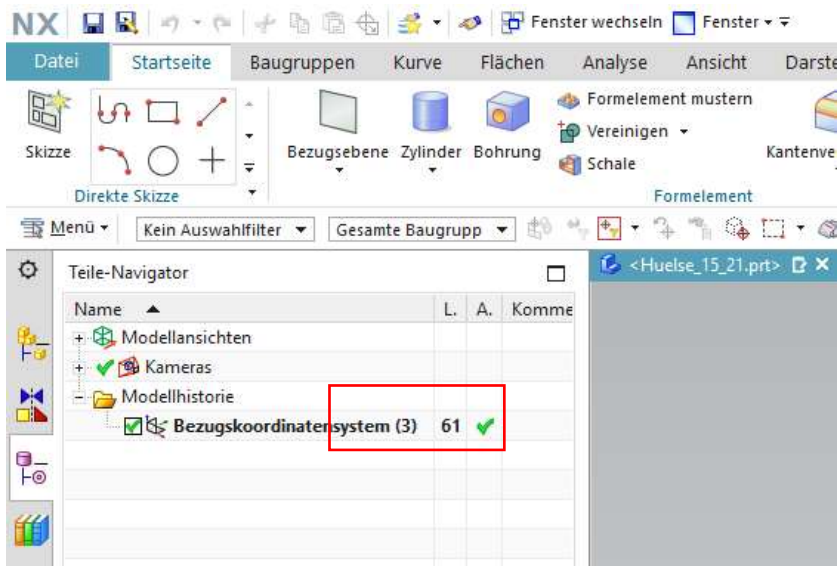 NX Fenster wechseln Fenster
Datei Startseite Baugruppen Kurve Flächen Analyse Ansicht Darste
Skizze
Bezugsebene Zylinder Bohrung
Formelement mustern
Vereinigen
Schale
Kantenve
Direkte Skizze Formelement
Menü Kein Auswahlfilter Gesamte Baugrupp
Teile-Navigator <Huelse_15_21.prt>
Name L. A. Komme
Modellansichten
Kameras
Modellhistorie
Bezugskoordinatensystem (3) 61